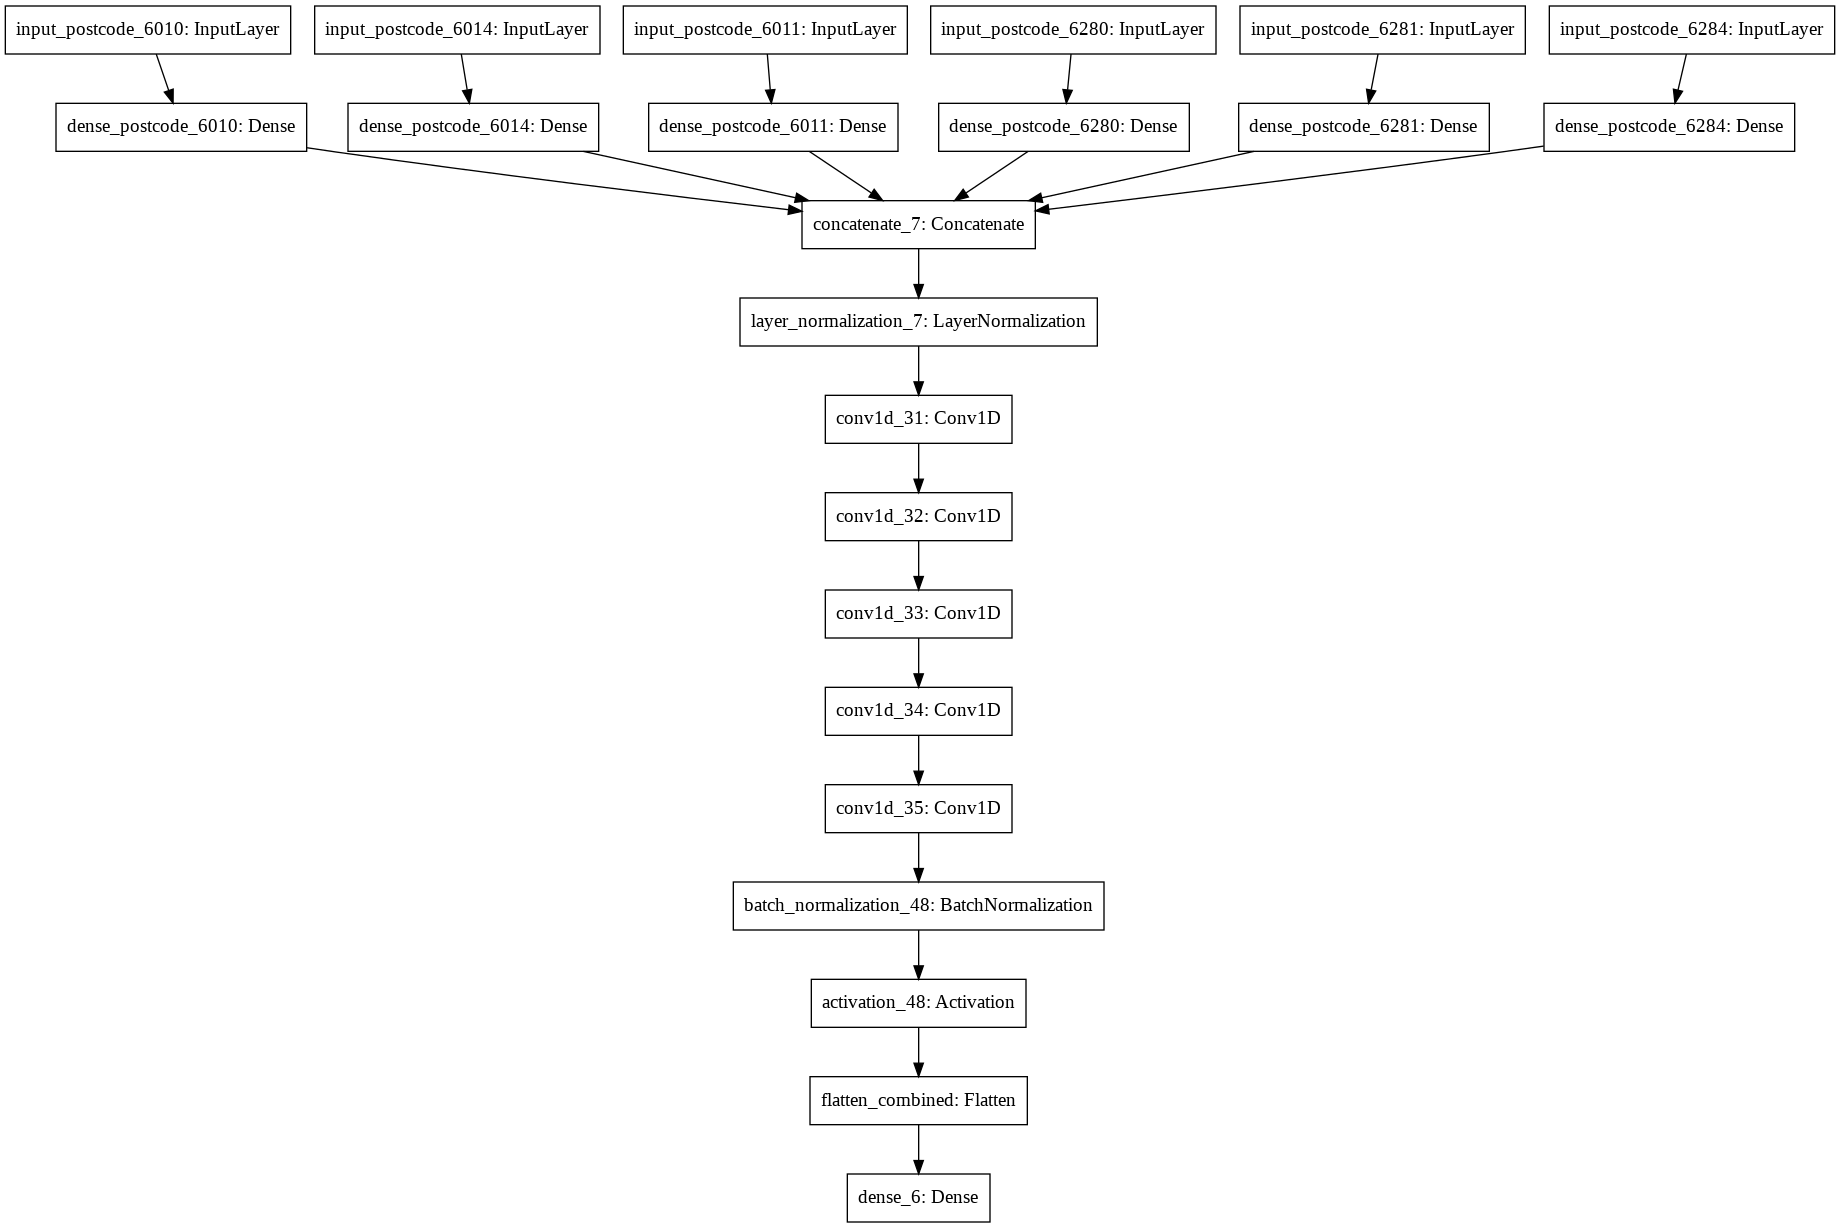 input_postcode_6010: InputLayer
input_postcode_6014: InputLayer
input_postcode_6011: InputLayer
input_postcode_6280: InputLayer
input_postcode_6281: InputLayer
input_postcode_6284: InputLayer
dense_postcode_6010: Dense
dense_postcode_6014: Dense
dense_postcode_6011: Dense
dense_postcode_6280: Dense
dense_postcode_6281: Dense
dense_postcode_6284: Dense
concatenate_7: Concatenate
layer_normalization_7: LayerNormalization
conv1d_31: Conv1D
conv1d_32: Conv1D
conv1d_33: Conv1D
conv1d_34: Conv1D
conv1d_35: Conv1D
batch_normalization_48: BatchNormalization
activation_48: Activation
flatten_combined: Flatten
dense_6: Dense